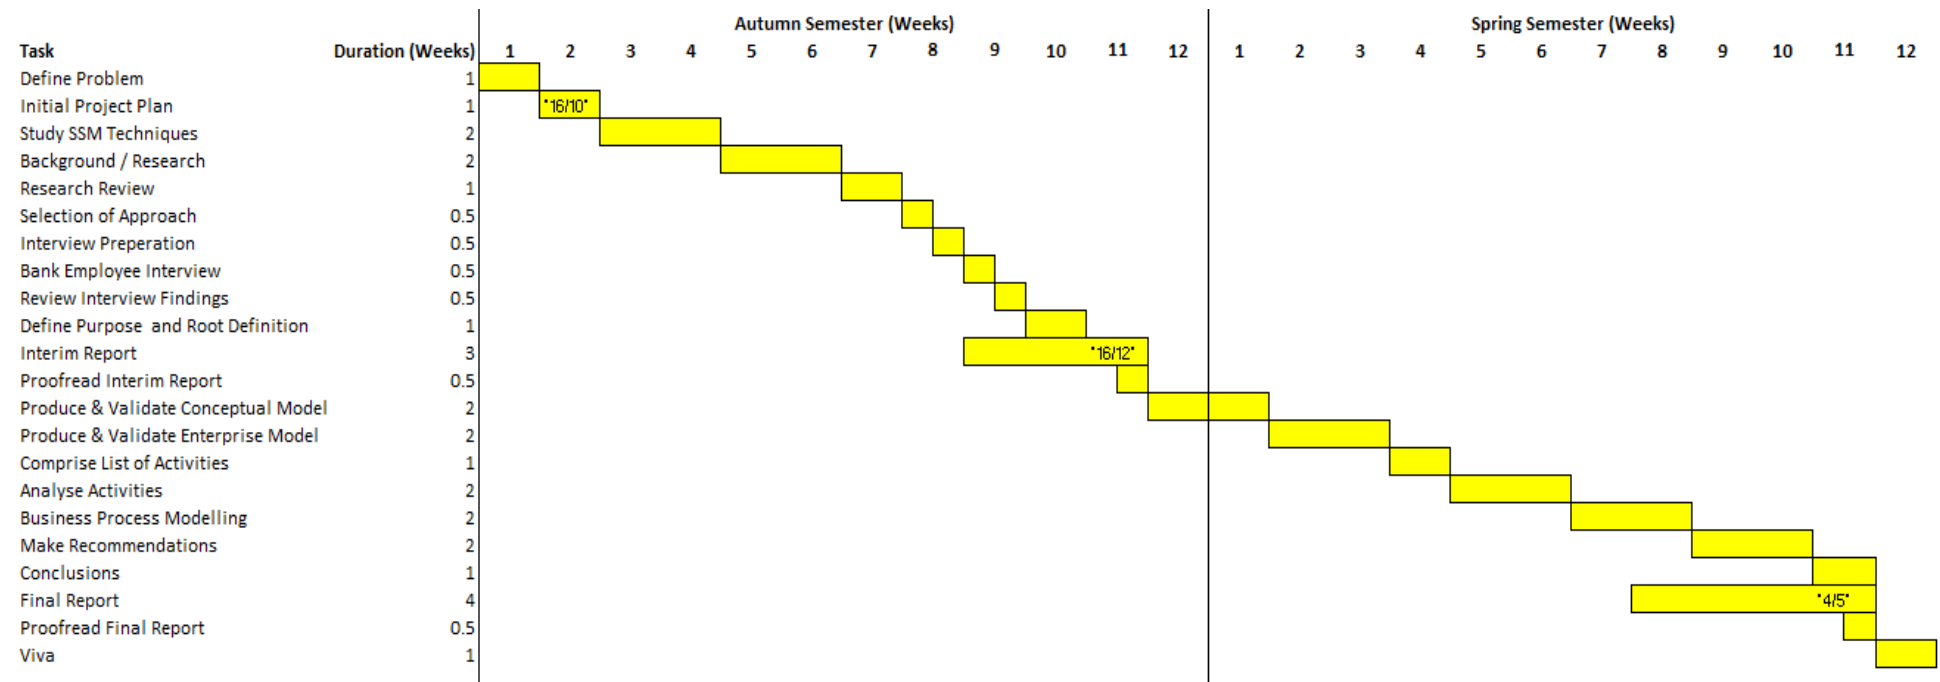 Autumn Semester (Weeks) Spring Semester (Weeks)
Task Duration (Weeks) 1 2 3 4 5 6 7 8 9 10 11 12 1 2 3 4 5 6 7 8 9 10 11 12
Define Problem 1
Initial Project Plan 1 "16/10"
Study SSM Techniques 2
Background / Research 2
Research Review 1
Selection of Approach 0.5
Interview Preperation 0.5
Bank Employee Interview 0.5
Review Interview Findings 0.5
Define Purpose and Root Definition 1
Interim Report 3 "16/12"
Proofread Interim Report 0.5
Produce & Validate Conceptual Model 2
Produce & Validate Enterprise Model 2
Comprise List of Activities 1
Analyse Activities 2
Business Process Modelling 2
Make Recommendations 2
Conclusions 1
Final Report 4 "4/5"
Proofread Final Report 0.5
Viva 1